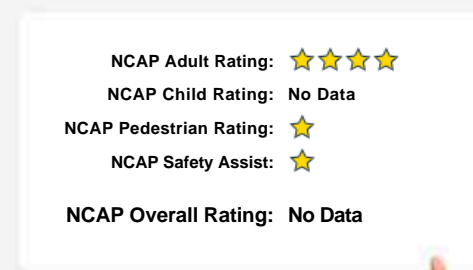 NCAP Adult Rating:
NCAP Child Rating: No Data
NCAP Pedestrian Rating:
NCAP Safety Assist:
NCAP Overall Rating: No Data